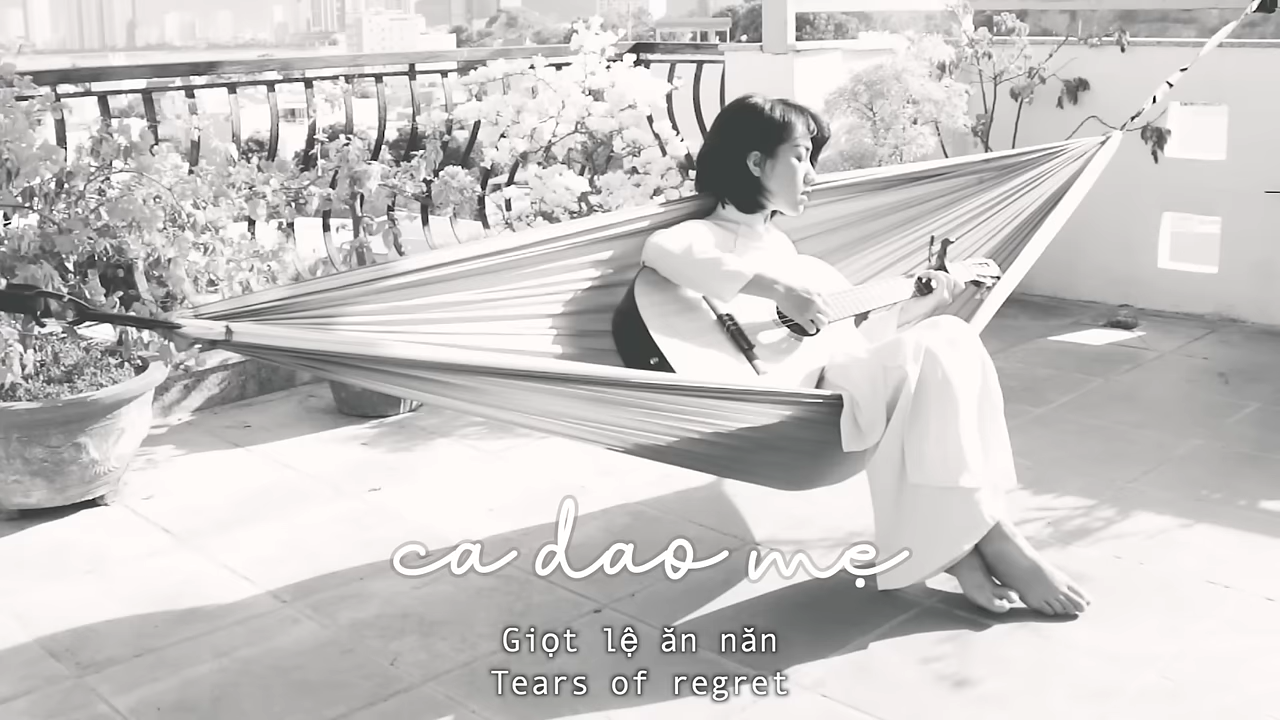 ca dao mẹ
Giọt lệ ăn năn
Tears of regret